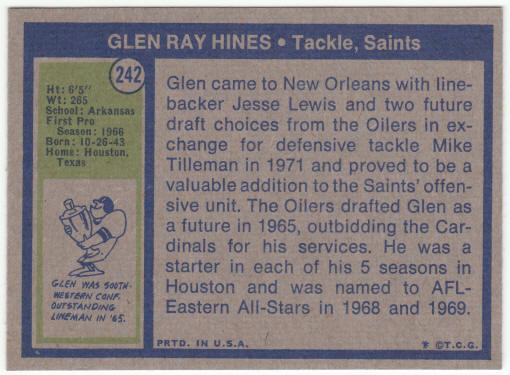 GLEN RAY HINES • Tackle, Saints
242
Ht: 6'5"
Wt: 265
School: Arkansas
First Pro
Season: 1966
Born: 10-26-43
Home: Houston,
Texas
GLEN WAS SOUTH-
WESTERN CONF.
OUTSTANDING
LINEMAN IN '65.
Glen came to New Orleans with line-
backer Jesse Lewis and two future
draft choices from the Oilers in ex-
change for defensive tackle Mike
Tilleman in 1971 and proved to be a
valuable addition to the Saints' offen-
sive unit. The Oilers drafted Glen as
a future in 1965, outbidding the Car-
dinals for his services. He was a
starter in each of his 5 seasons in
Houston and was named to AFL-
Eastern All-Stars in 1968 and 1969.
PRTD. IN U.S.A.
* © T.C.G.